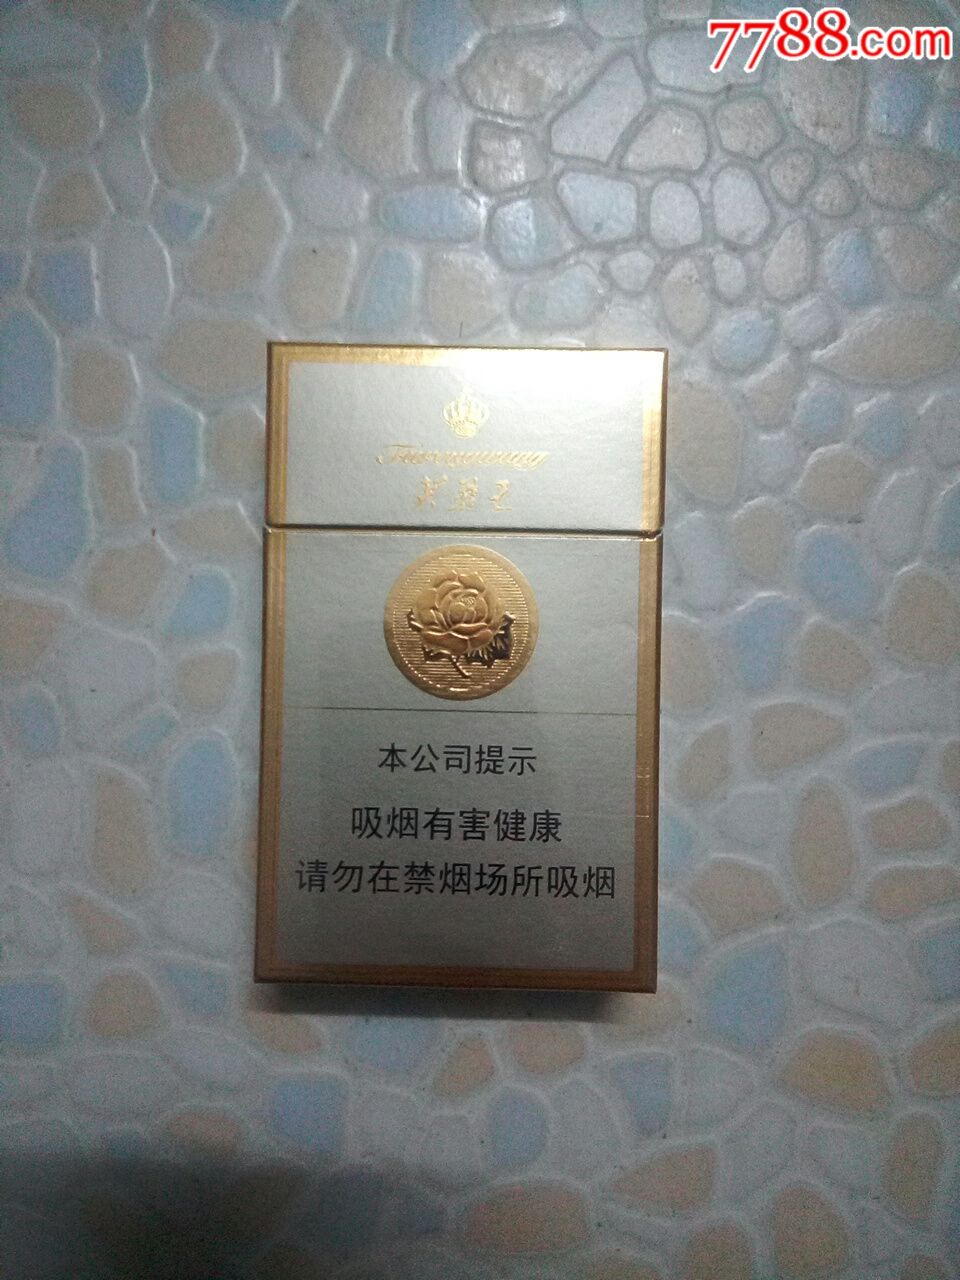 7788.com
Furongwang
芙蓉王
本公司提示
吸烟有害健康
请勿在禁烟场所吸烟